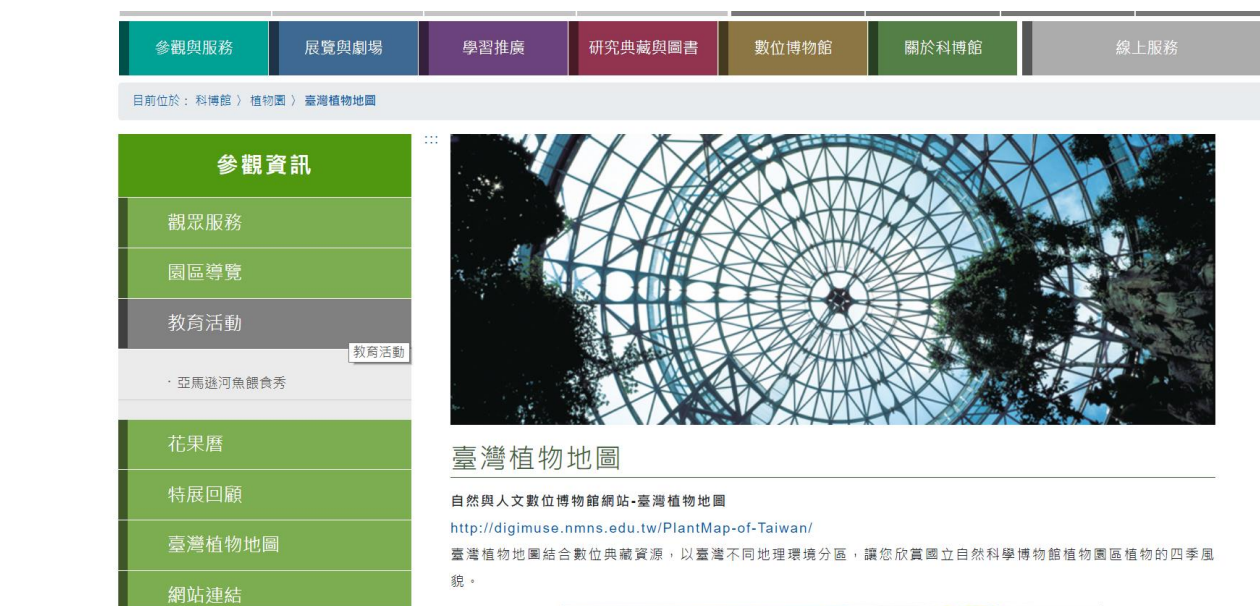 參觀與服務
展覽與劇場
學習推廣
研究典藏與圖書
數位博物館
關於科博館
線上服務
目前位於： 科博館 〉 植物園 〉 臺灣植物地圖
參觀資訊
觀眾服務
園區導覽
教育活動
教育活動
· 亞馬遜河魚餵食秀
花果曆
特展回顧
臺灣植物地圖
網站連結
:::
臺灣植物地圖
自然與人文數位博物館網站-臺灣植物地圖
http://digimuse.nmns.edu.tw/PlantMap-of-Taiwan/
臺灣植物地圖結合數位典藏資源，以臺灣不同地理環境分區，讓您欣賞國立自然科學博物館植物園區植物的四季風
貌。